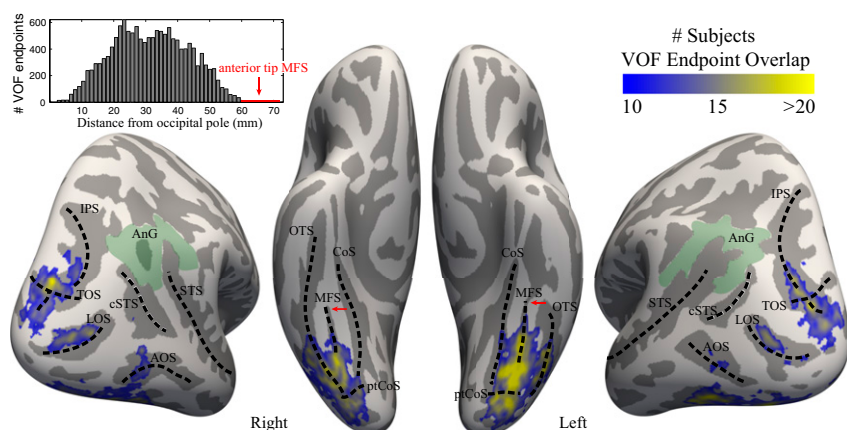 # Subjects
VOF Endpoint Overlap
10 15 >20
# VOF endpoints
600
400
200
0
anterior tip MFS
10 20 30 40 50 60 70
Distance from occipital pole (mm)
IPS
AnG
TOS
cSTS
STS
LOS
AOS
OTS
CoS
MFS
ptCoS
Right
CoS
MFS
OTS
ptCoS
Left
IPS
AnG
STS
cSTS
TOS
LOS
AOS